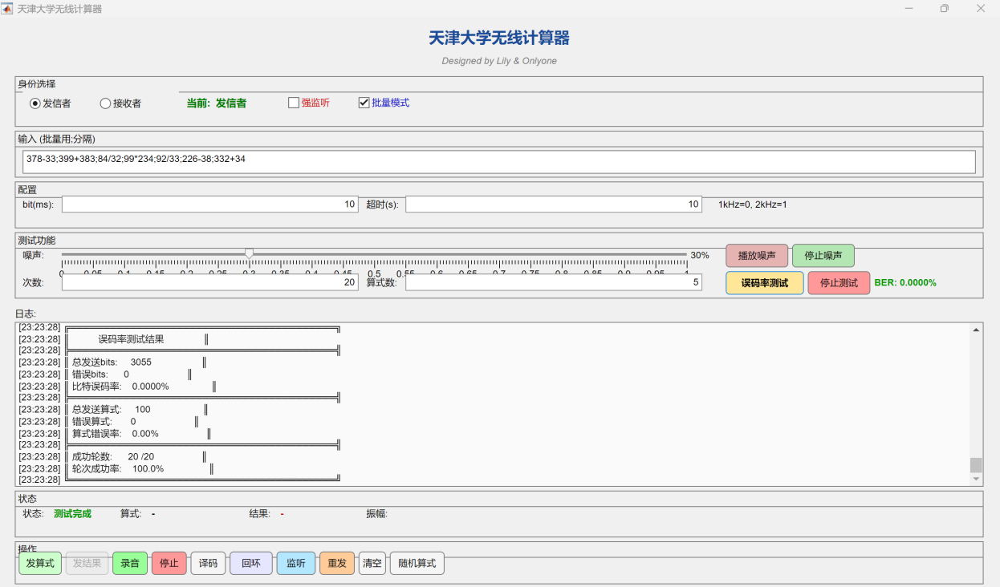 天津大学无线计算器
天津大学无线计算器
Designed by Lily & Onlyone
身份选择
发信者 接收者 当前: 发信者 强监听 批量模式
输入 (批量用;分隔)
378-33;399+383;84/32;99*234;92/33;226-38;332+34
配置
bit(ms): 10 超时(s): 10 1kHz=0, 2kHz=1
测试功能
噪声: 30% 播放噪声 停止噪声
0 0.05 0.1 0.15 0.2 0.25 0.3 0.35 0.4 0.45 0.5 0.55 0.6 0.65 0.7 0.75 0.8 0.85 0.9 0.95 1
次数: 20 算式数: 5 误码率测试 停止测试 BER: 0.0000%
日志:
[23:23:28] ╔══════════════════════════════╗
[23:23:28] ║ 误码率测试结果 ║
[23:23:28] ╠══════════════════════════════╣
[23:23:28] ║ 总发送bits: 3055 ║
[23:23:28] ║ 错误bits: 0 ║
[23:23:28] ║ 比特误码率: 0.0000% ║
[23:23:28] ╠══════════════════════════════╣
[23:23:28] ║ 总发送算式: 100 ║
[23:23:28] ║ 错误算式: 0 ║
[23:23:28] ║ 算式错误率: 0.00% ║
[23:23:28] ╠══════════════════════════════╣
[23:23:28] ║ 成功轮数: 20 /20 ║
[23:23:28] ║ 轮次成功率: 100.0% ║
[23:23:28] ╚══════════════════════════════╝
状态
状态: 测试完成 算式: - 结果: - 振幅:
操作
发算式 发结果 录音 停止 译码 回环 监听 重发 清空 随机算式